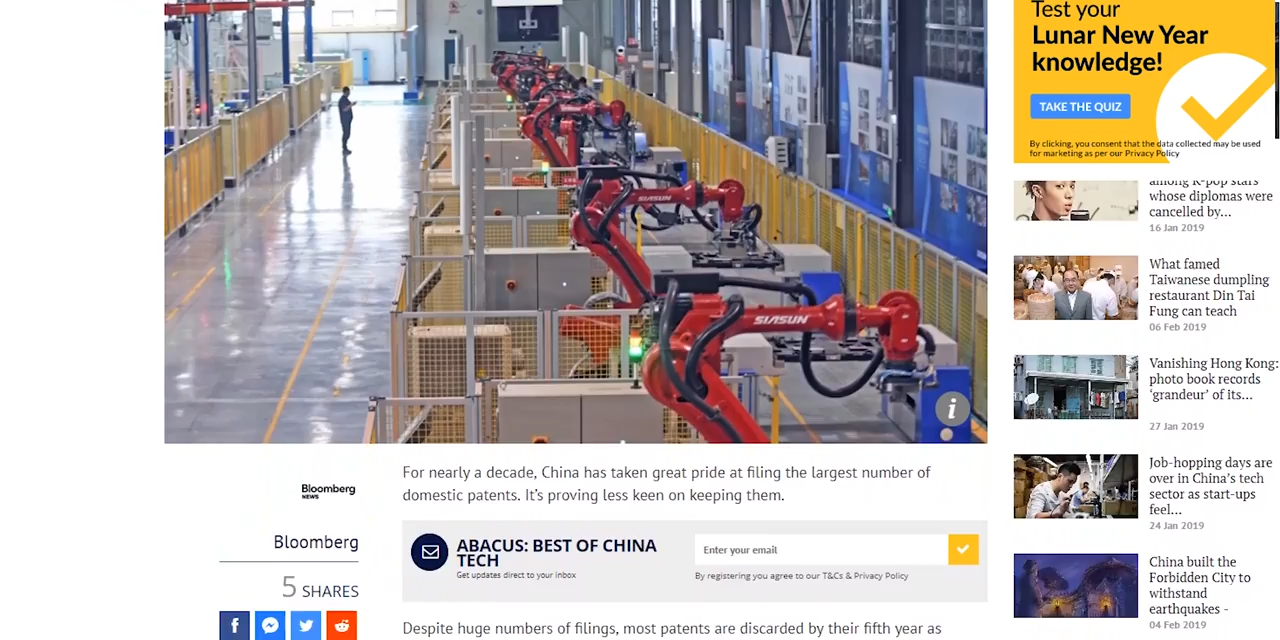 SIASUN
SIASUN
i
For nearly a decade, China has taken great pride at filing the largest number of
domestic patents. It's proving less keen on keeping them.
Bloomberg
NEWS
Bloomberg
5 SHARES
ABACUS: BEST OF CHINA
TECH
Get updates direct to your inbox
Enter your email
By registering you agree to our T&Cs & Privacy Policy
Despite huge numbers of filings, most patents are discarded by their fifth year as
Test your
Lunar New Year
knowledge!
TAKE THE QUIZ
By clicking, you consent that the data collected may be used
for marketing as per our Privacy Policy
among K-pop stars
whose diplomas were
cancelled by...
16 Jan 2019
What famed
Taiwanese dumpling
restaurant Din Tai
Fung can teach
06 Feb 2019
Vanishing Hong Kong:
photo book records
‘grandeur’ of its...
27 Jan 2019
Job-hopping days are
over in China’s tech
sector as start-ups
feel...
24 Jan 2019
China built the
Forbidden City to
withstand
earthquakes -
04 Feb 2019